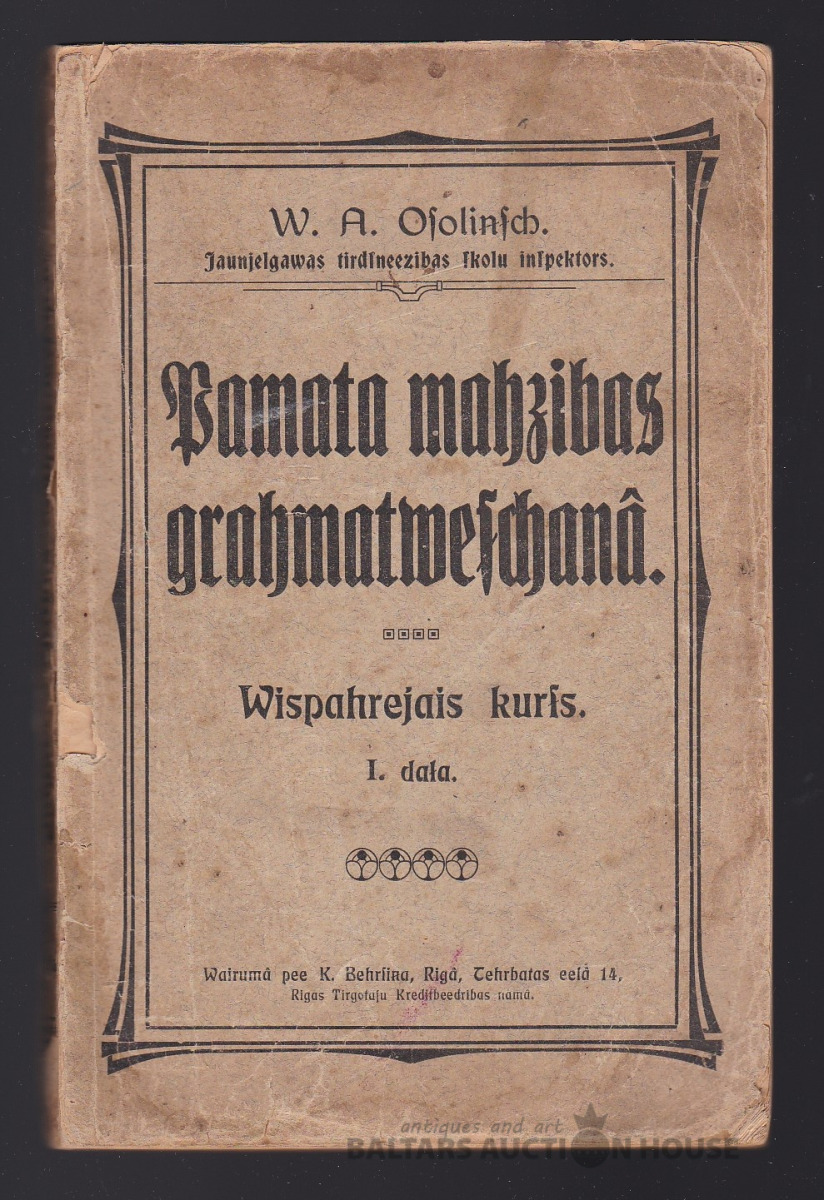 W. A. Oſolinſch.
Jaunjelgawas tirdſneezibas ſkolu inſpektors.
Pamata mahzibas
grahmatweſchanâ.
Wispahrejais kurſs.
I. daļa.
Wairumâ pee K. Behrſiņa, Rigâ, Tehrbatas eelâ 14,
Rigas Tirgotaju Kreditbeedribas namâ.
antiques and art
BALTARS AUCTION HOUSE